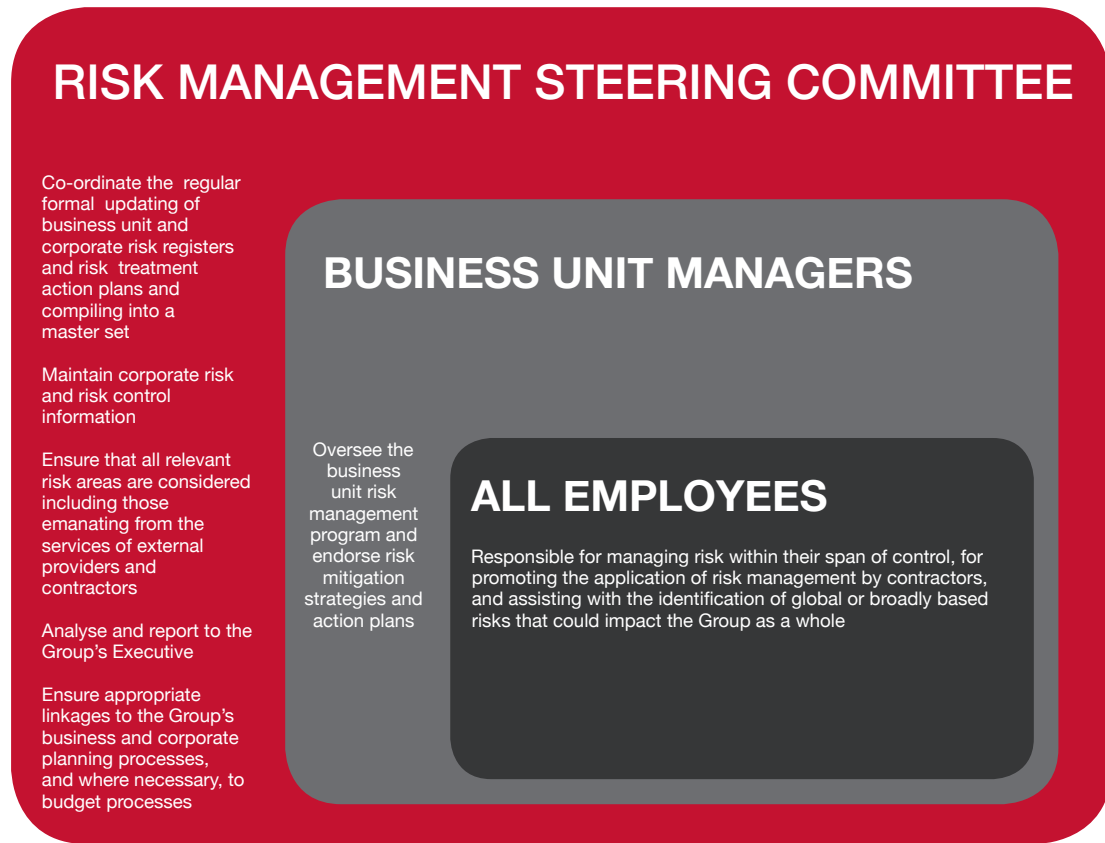 RISK MANAGEMENT STEERING COMMITTEE
Co-ordinate the regular
formal updating of
business unit and
corporate risk registers
and risk treatment
action plans and
compiling into a
master set
Maintain corporate risk
and risk control
information
Ensure that all relevant
risk areas are considered
including those
emanating from the
services of external
providers and
contractors
Analyse and report to the
Group's Executive
Ensure appropriate
linkages to the Group's
business and corporate
planning processes,
and where necessary, to
budget processes
BUSINESS UNIT MANAGERS
Oversee the
business
unit risk
management
program and
endorse risk
mitigation
strategies and
action plans
ALL EMPLOYEES
Responsible for managing risk within their span of control, for
promoting the application of risk management by contractors,
and assisting with the identification of global or broadly based
risks that could impact the Group as a whole